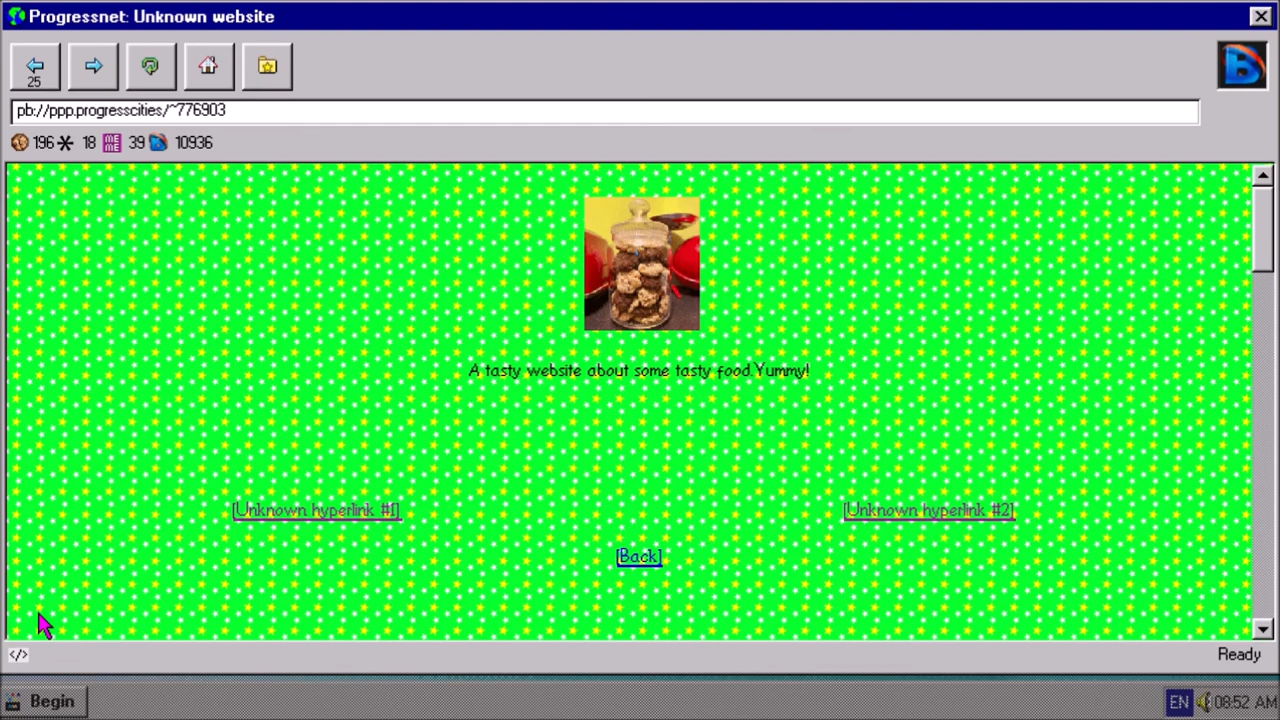 Progressnet: Unknown website
25
pb://ppp.progresscities/~776903
196 18 MEME 39 10936
A tasty website about some tasty food.Yummy!
[Unknown hyperlink #1] [Unknown hyperlink #2]
[Back]
</> Ready
Begin EN 08:52 AM